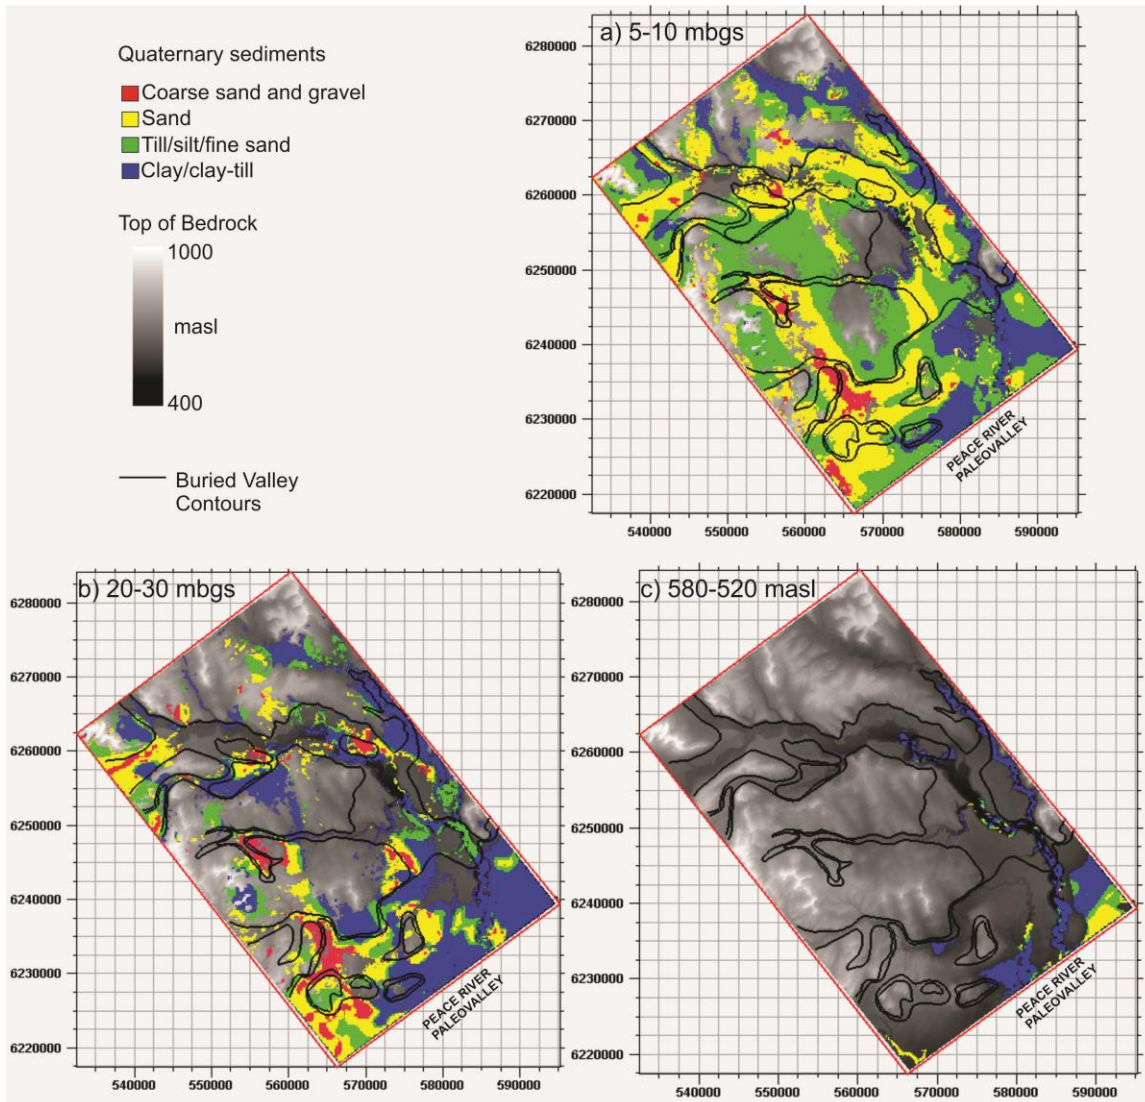 Quaternary sediments
Coarse sand and gravel
Sand
Till/silt/fine sand
Clay/clay-till
Top of Bedrock
1000
masl
400
Buried Valley
Contours
a) 5-10 mbgs
6280000
6270000
6260000
6250000
6240000
6230000
6220000
PEACE RIVER
PALEOVALLEY
540000 550000 560000 570000 580000 590000
b) 20-30 mbgs
6280000
6270000
6260000
6250000
6240000
6230000
6220000
PEACE RIVER
PALEOVALLEY
540000 550000 560000 570000 580000 590000
c) 580-520 masl
6280000
6270000
6260000
6250000
6240000
6230000
6220000
PEACE RIVER
PALEOVALLEY
540000 550000 560000 570000 580000 590000